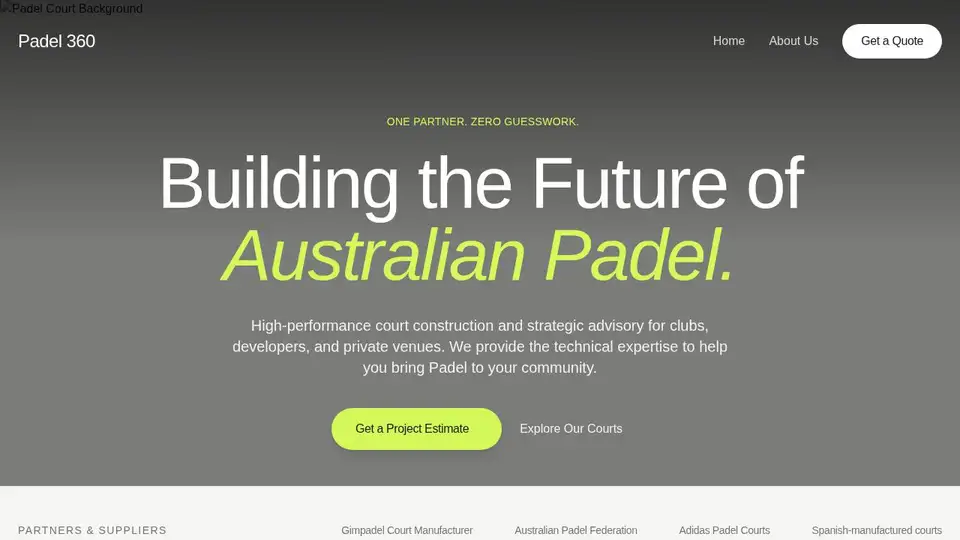 Padel Court Background
Padel 360
Home
About Us
Get a Quote
ONE PARTNER. ZERO GUESSWORK.
Building the Future of
Australian Padel.
High-performance court construction and strategic advisory for clubs,
developers, and private venues. We provide the technical expertise to help
you bring Padel to your community.
Get a Project Estimate
Explore Our Courts
PARTNERS & SUPPLIERS
Gimpadel Court Manufacturer
Australian Padel Federation
Adidas Padel Courts
Spanish-manufactured courts